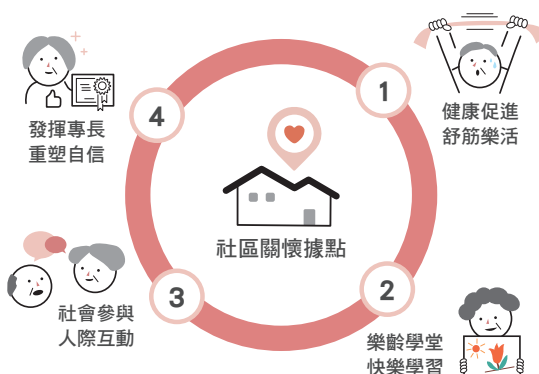 1
健康促進
舒筋樂活
2
樂齡學堂
快樂學習
3
社會參與
人際互動
4
發揮專長
重塑自信
社區關懷據點